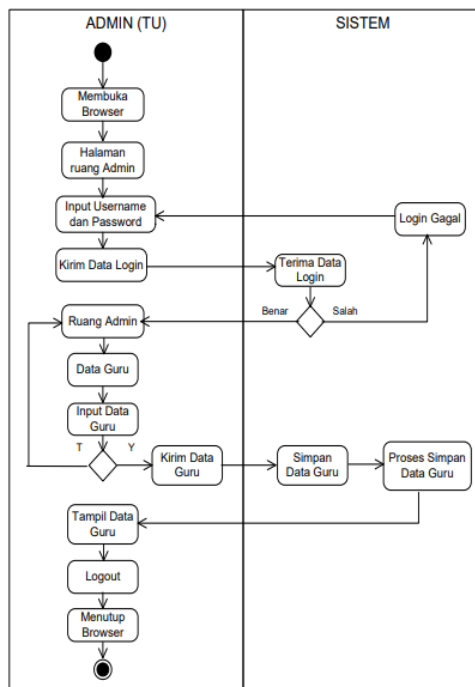 ADMIN (TU)
SISTEM
Membuka
Browser
Halaman
ruang Admin
Input Username
dan Password
Login Gagal
Kirim Data Login
Terima Data
Login
Benar
Salah
Ruang Admin
Data Guru
Input Data
Guru
T
Y
Kirim Data
Guru
Simpan
Data Guru
Proses Simpan
Data Guru
Tampil Data
Guru
Logout
Menutup
Browser